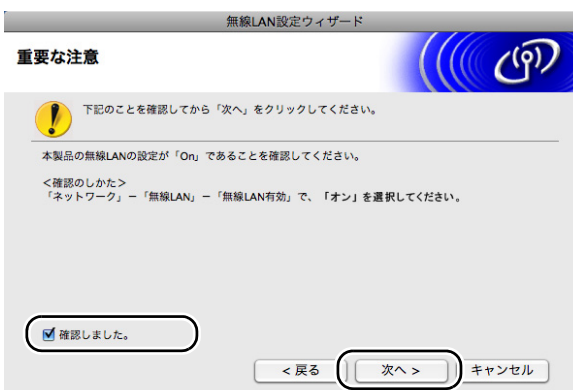 無線LAN設定ウィザード
重要な注意
下記のことを確認してから「次へ」をクリックしてください。
本製品の無線LANの設定が「On」であることを確認してください。
<確認のしかた>
「ネットワーク」－「無線LAN」－「無線LAN有効」で、「オン」を選択してください。
確認しました。
< 戻る
次へ >
キャンセル